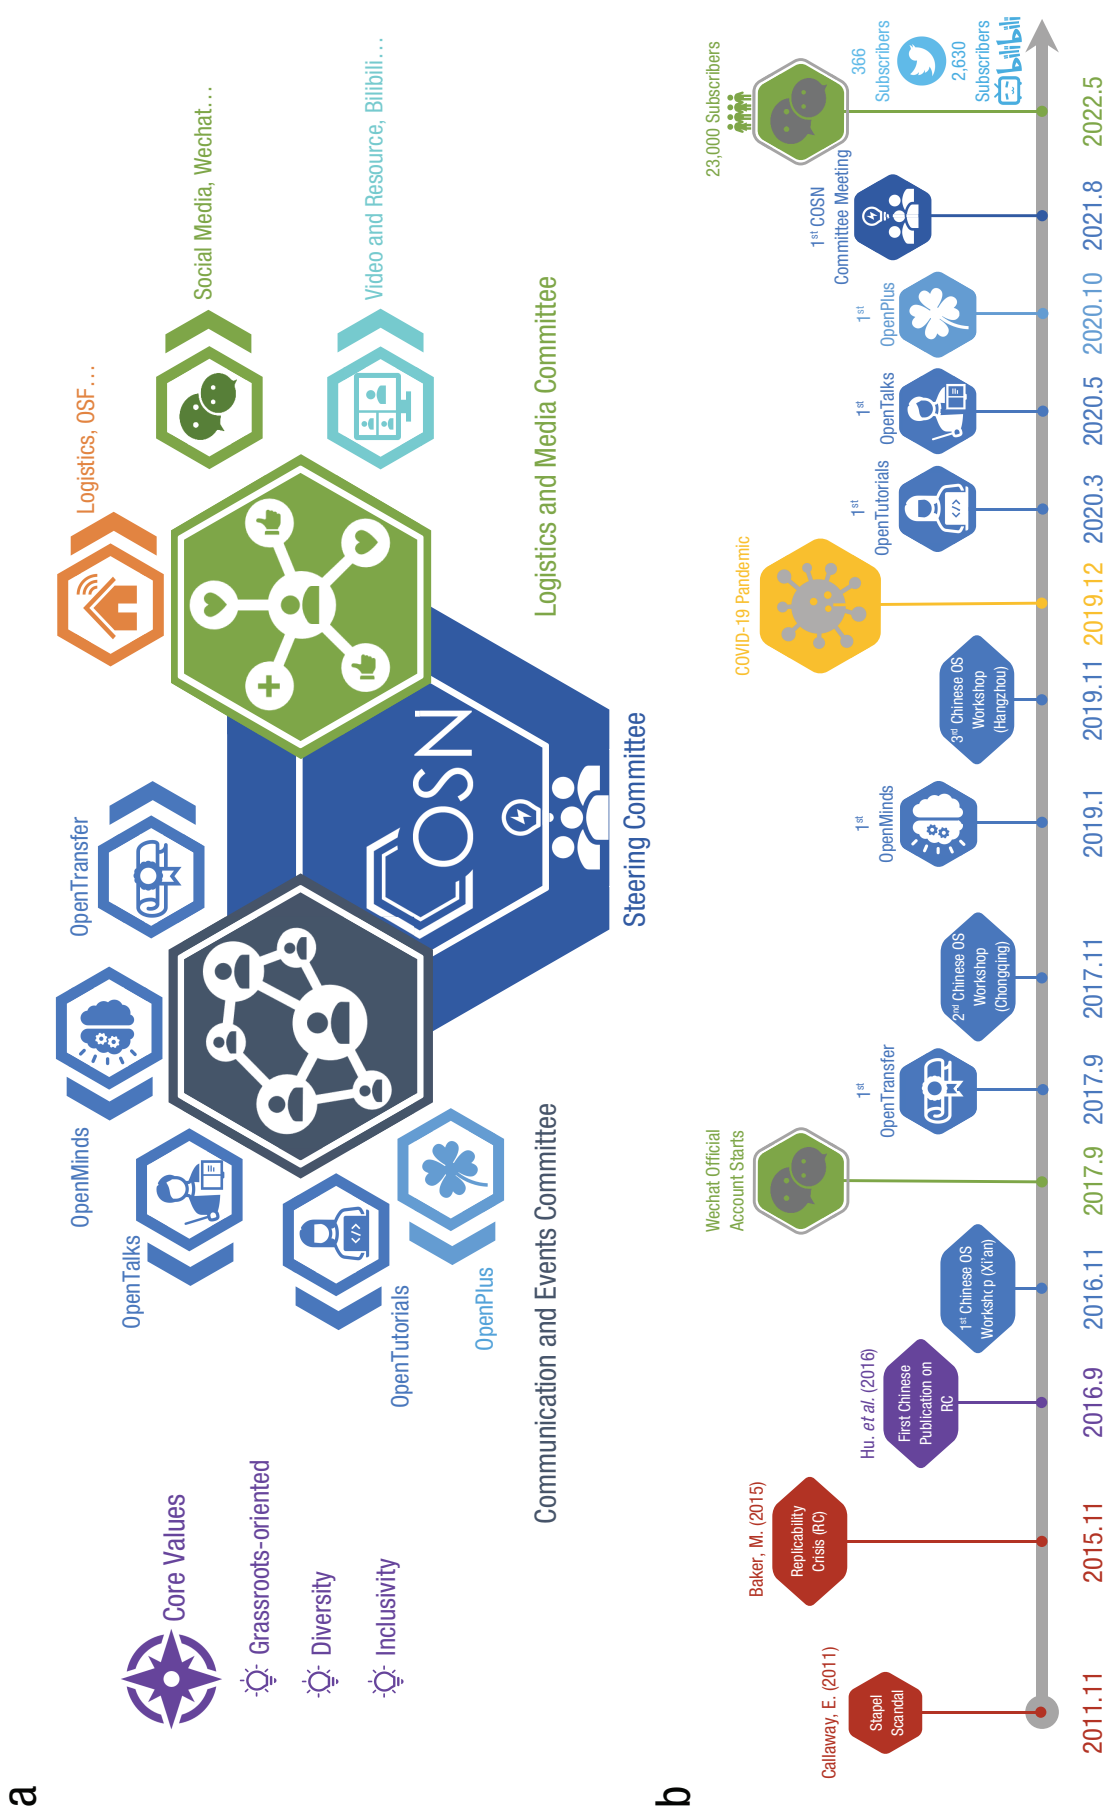 a
Core Values
Grassroots-oriented
Diversity
Inclusivity
Communication and Events Committee
OpenPlus
OpenTutorials
OpenTalks
OpenMinds
OpenTransfer
COSN
Steering Committee
Logistics and Media Committee
Logistics, OSF…
Social Media, Wechat…
Video and Resource, Bilibili…
b
Callaway, E. (2011)
Stapel
Scandal
2011.11
Baker, M. (2015)
Replicability
Crisis (RC)
2015.11
Hu. et al. (2016)
First Chinese
Publication on
RC
2016.9
1st Chinese OS
Workshop (Xi'an)
2016.11
Wechat Official
Account Starts
2017.9
1st
OpenTransfer
2017.9
2nd Chinese OS
Workshop
(Chongqing)
2017.11
1st
OpenMinds
2019.1
3rd Chinese OS
Workshop
(Hangzhou)
2019.11
COVID-19 Pandemic
2019.12
1st
OpenTutorials
</>
2020.3
1st
OpenTalks
2020.5
1st
OpenPlus
2020.10
1st COSN
Committee Meeting
2021.8
23,000 Subscribers
366
Subscribers
2,630
Subscribers
bilibili
2022.5